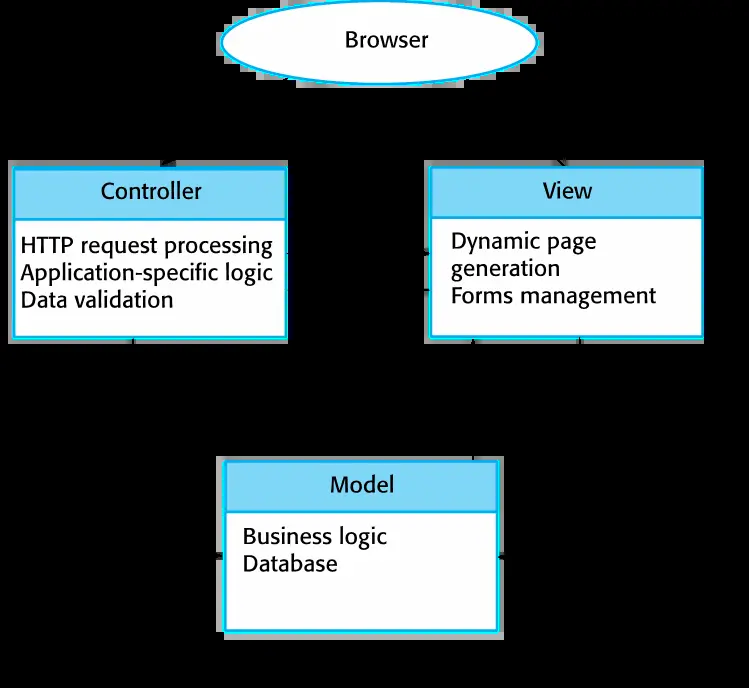 Browser
Controller
HTTP request processing
Application-specific logic
Data validation
View
Dynamic page
generation
Forms management
Model
Business logic
Database